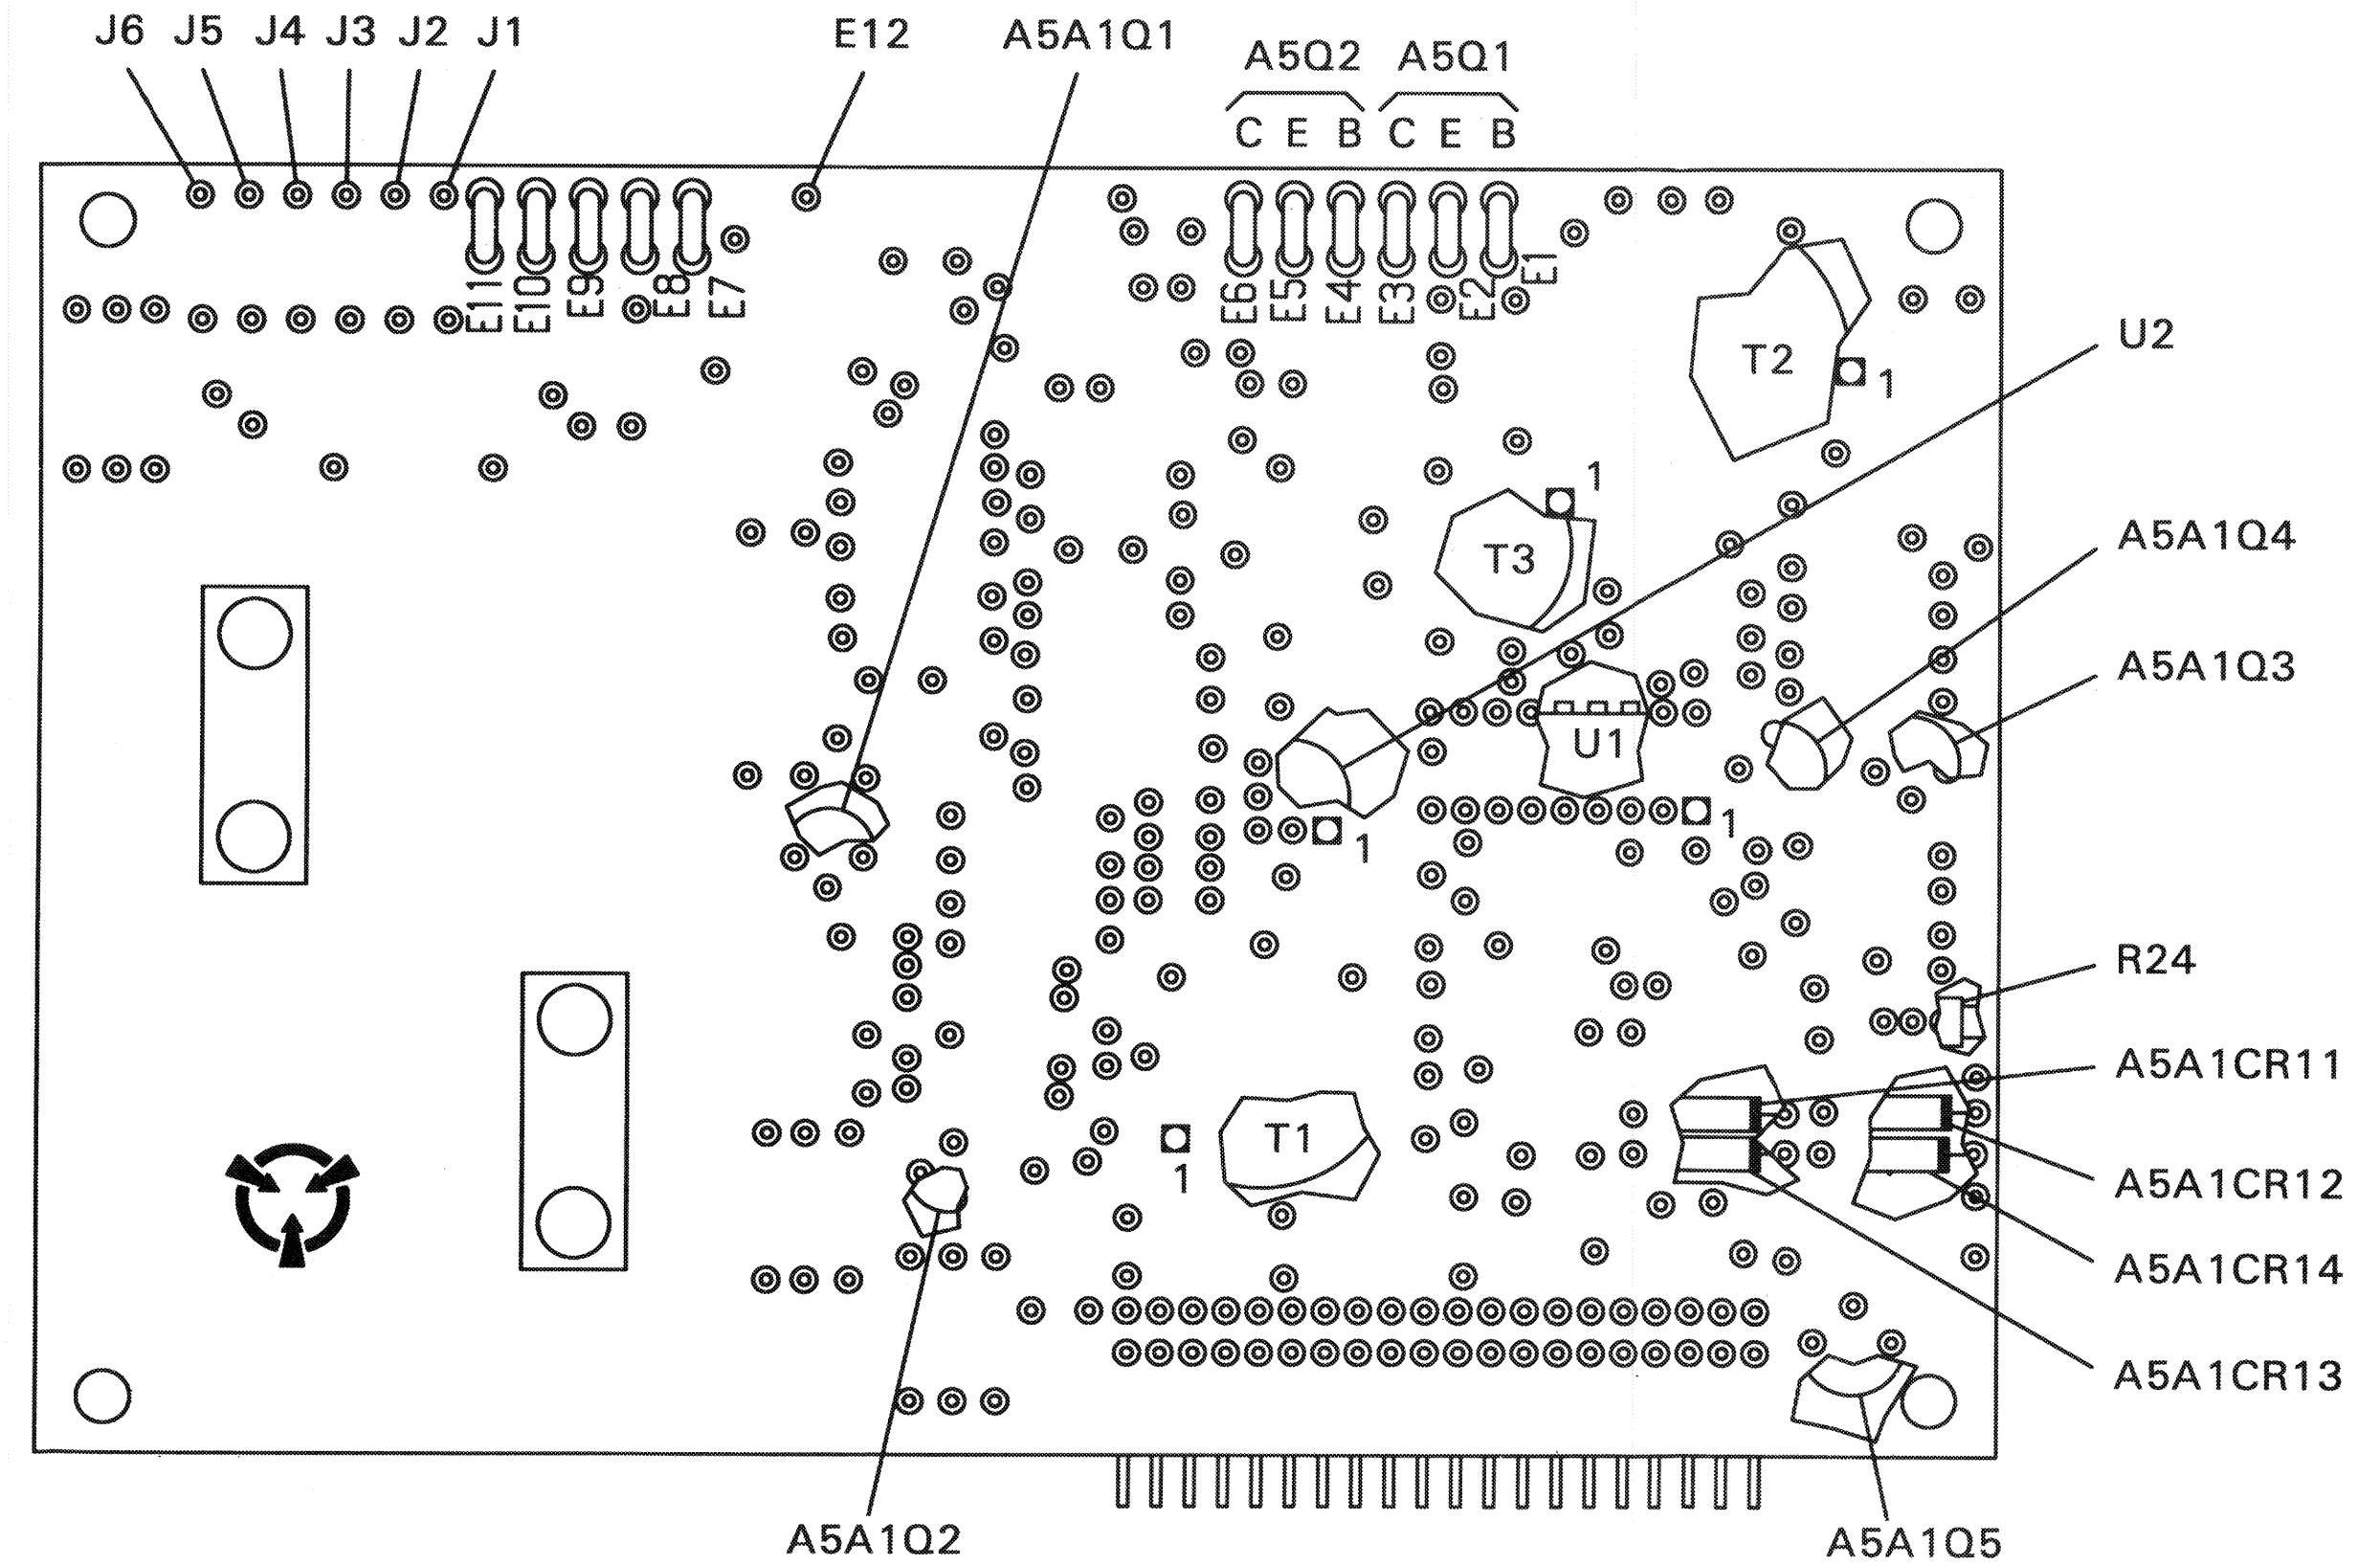 J6 J5 J4 J3 J2 J1
E12
A5A1Q1
A5Q2 A5Q1
C E B C E B
E11 E10 E9 E8 E7
E6 E5 E4 E3 E2 E1
T2
1
U2
1
T3
A5A1Q4
A5A1Q3
U1
1
1
R24
A5A1CR11
T1
1
A5A1CR12
A5A1CR14
A5A1CR13
A5A1Q2
A5A1Q5